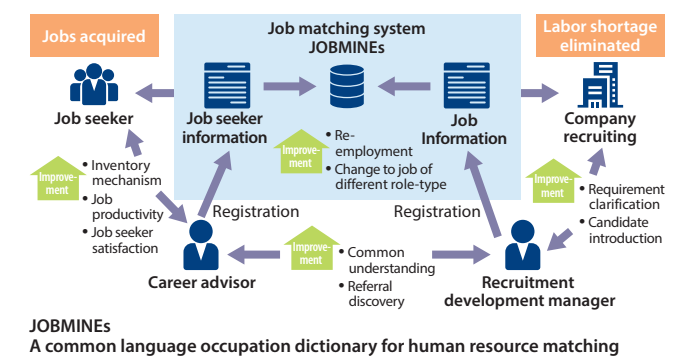 Jobs acquired
Job matching system
JOBMINEs
Labor shortage
eliminated
Job seeker
Job seeker
information
Job
Information
Company
recruiting
Improve-
ment
• Re-
employment
• Change to job of
different role-type
Improve-
ment
• Inventory
mechanism
• Job
productivity
• Job seeker
satisfaction
Improve-
ment
• Requirement
clarification
• Candidate
introduction
Registration
Registration
Career advisor
Improve-
ment
• Common
understanding
• Referral
discovery
Recruitment
development manager
JOBMINEs
A common language occupation dictionary for human resource matching